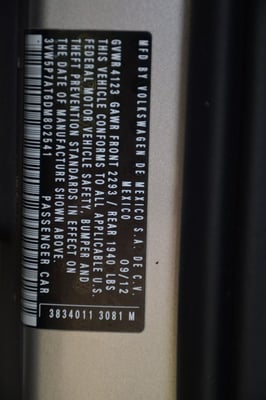 MFD BY VOLKSWAGEN DE MEXICO S.A. DE C.V.
MEXICO 09/12
GVWR 4123 GAWR FRONT 2293 / REAR 1940 LBS
THIS VEHICLE CONFORMS TO ALL APPLICABLE U.S.
FEDERAL MOTOR VEHICLE SAFETY, BUMPER AND
THEFT PREVENTION STANDARDS IN EFFECT ON
THE DATE OF MANUFACTURE SHOWN ABOVE.
3VW5P7AT6DM602541 PASSENGER CAR
3834011 3081 M